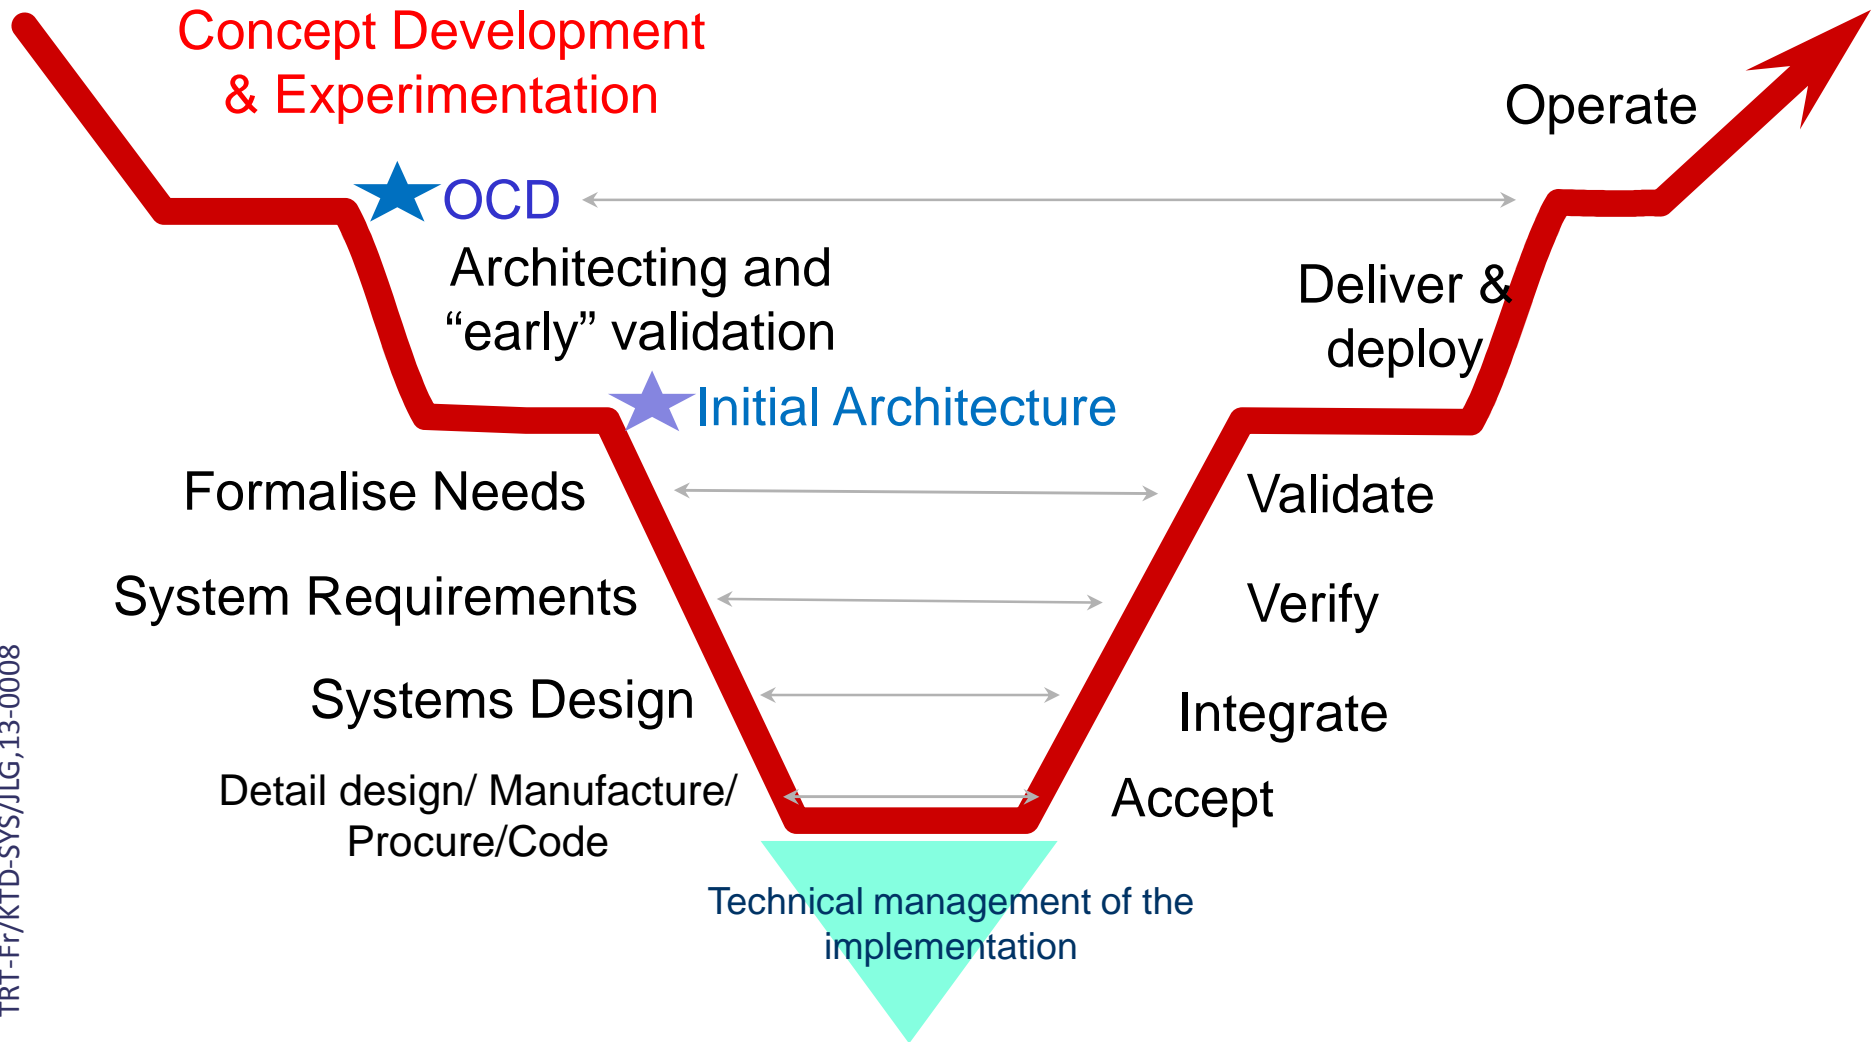 Concept Development
& Experimentation
Operate
OCD
Architecting and
“early” validation
Deliver &
deploy
Initial Architecture
Formalise Needs
Validate
System Requirements
Verify
Systems Design
Integrate
Detail design/ Manufacture/
Procure/Code
Accept
Technical management of the
implementation
TRT-Fr/KTD-SYS/JLG,13-0008